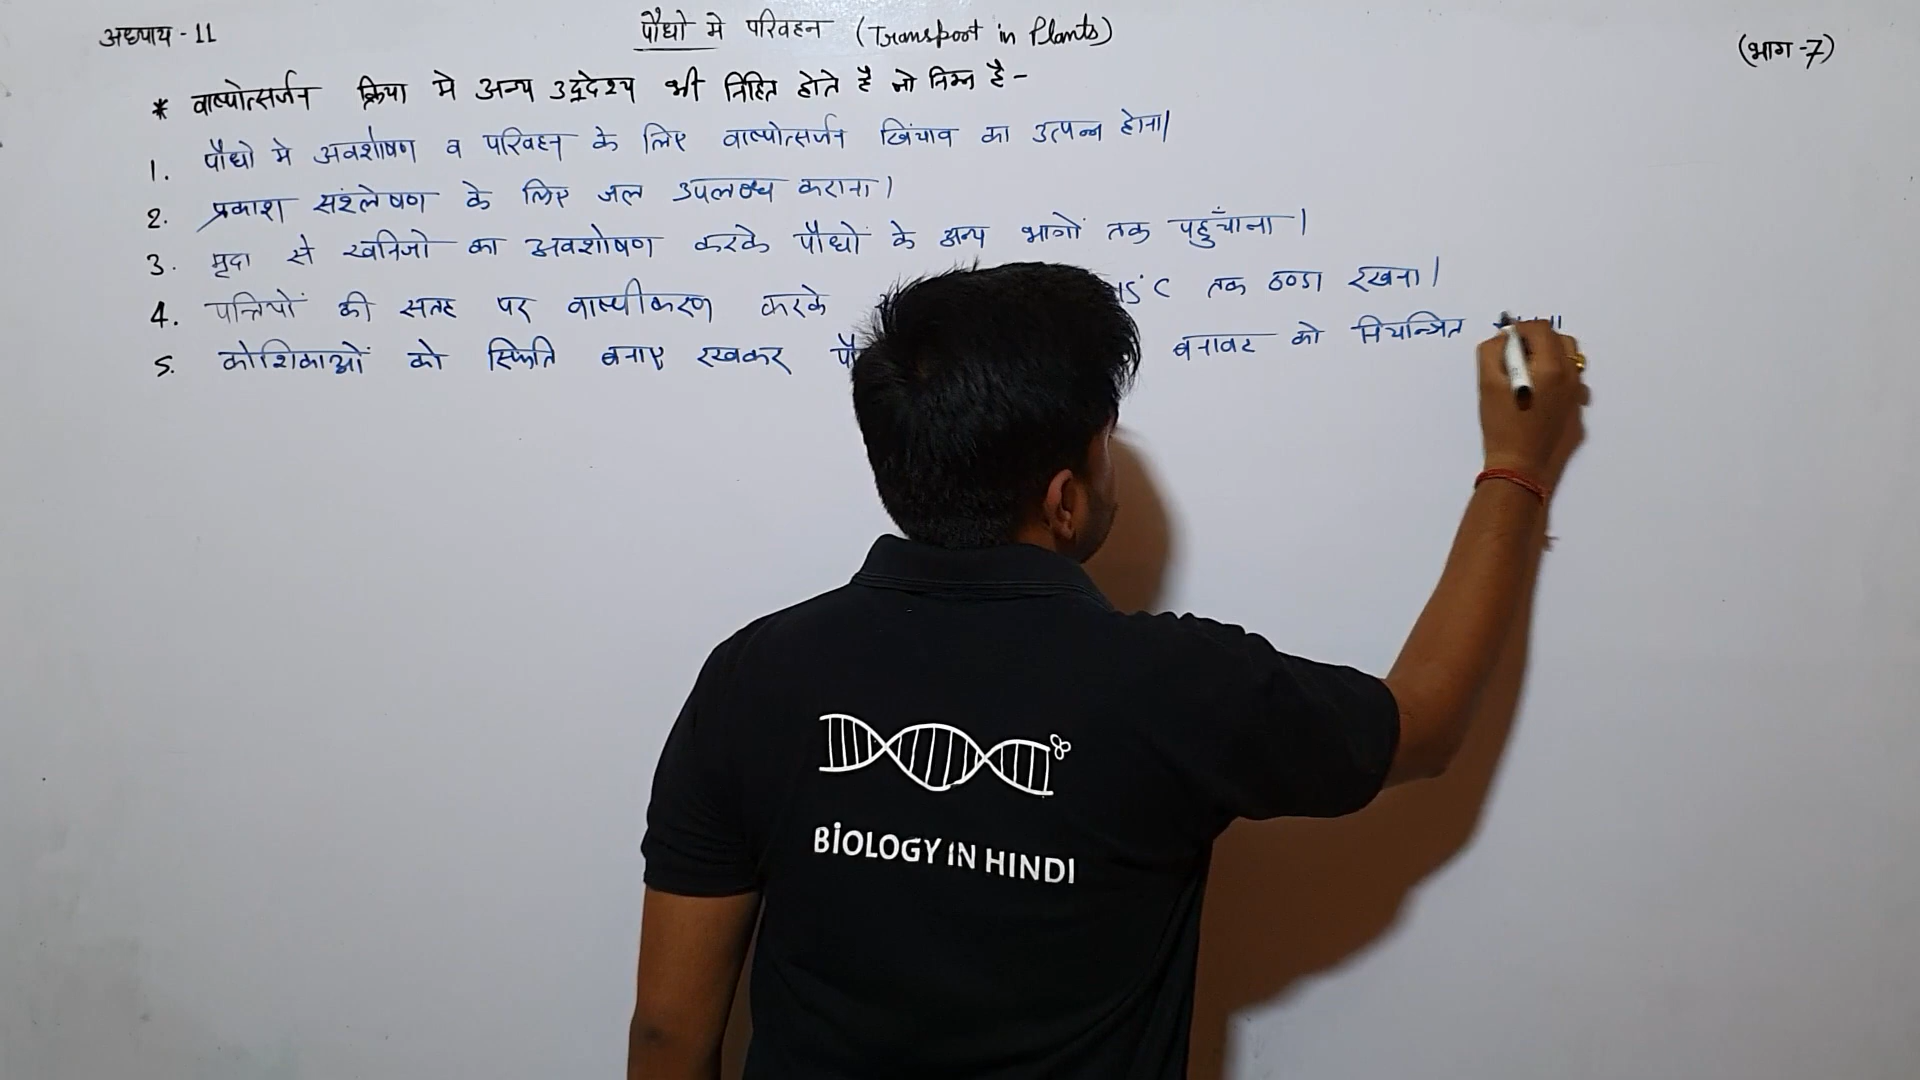 अध्याय - 11
पौधो मे परिवहन (Transport in Plants)
(भाग -7)
* वाष्पोत्सर्जन क्रिया मे अन्य उद्देश्य भी निहित होते है जो निम्न है -
1. पौधो मे अवशोषण व परिवहन के लिए वाष्पोत्सर्जन खिंचाव का उत्पन्न होना।
2. प्रकाश संश्लेषण के लिए जल उपलब्ध कराना।
3. मृदा से खनिजो का अवशोषण करके पौधों के अन्य भागों तक पहुँचाना।
4. पत्तियों की सतह पर वाष्पीकरण करके 15°C तक ठण्डा रखना।
5. कोशिकाओं को स्फिति बनाए रखकर बनावट को नियन्त्रित
BIOLOGY IN HINDI